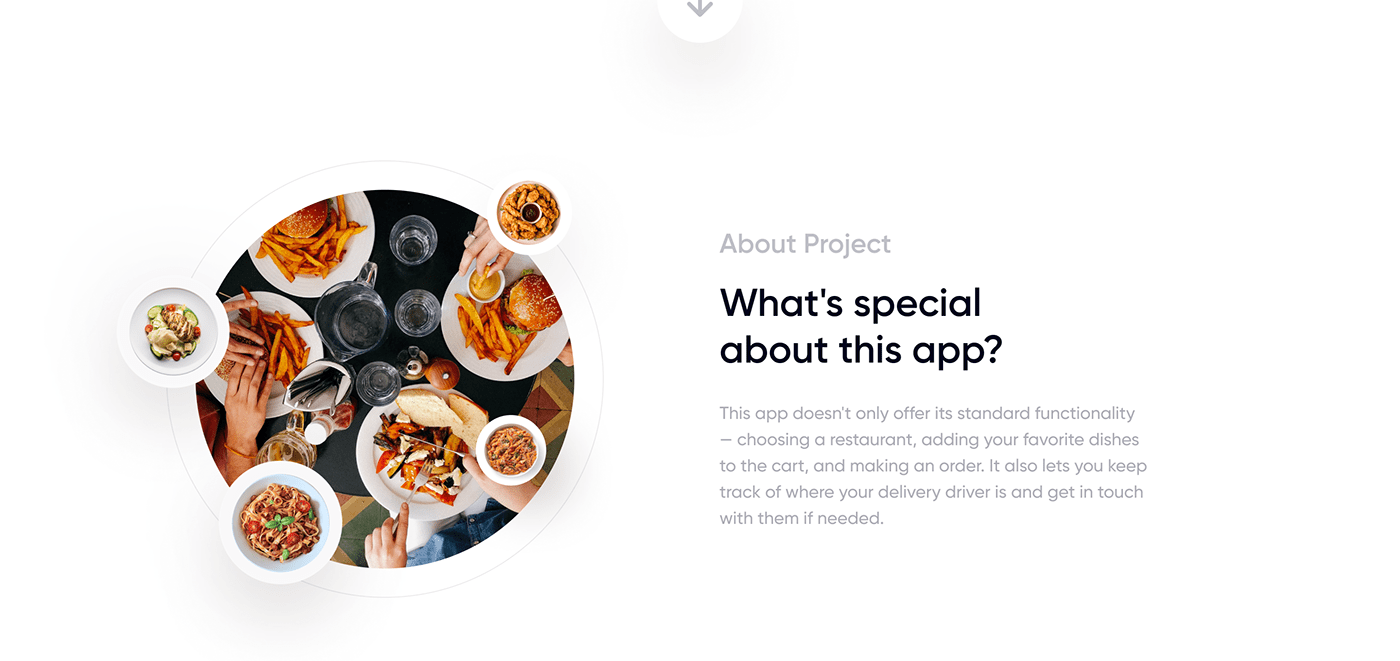 About Project
What's special
about this app?
This app doesn't only offer its standard functionality
– choosing a restaurant, adding your favorite dishes
to the cart, and making an order. It also lets you keep
track of where your delivery driver is and get in touch
with them if needed.